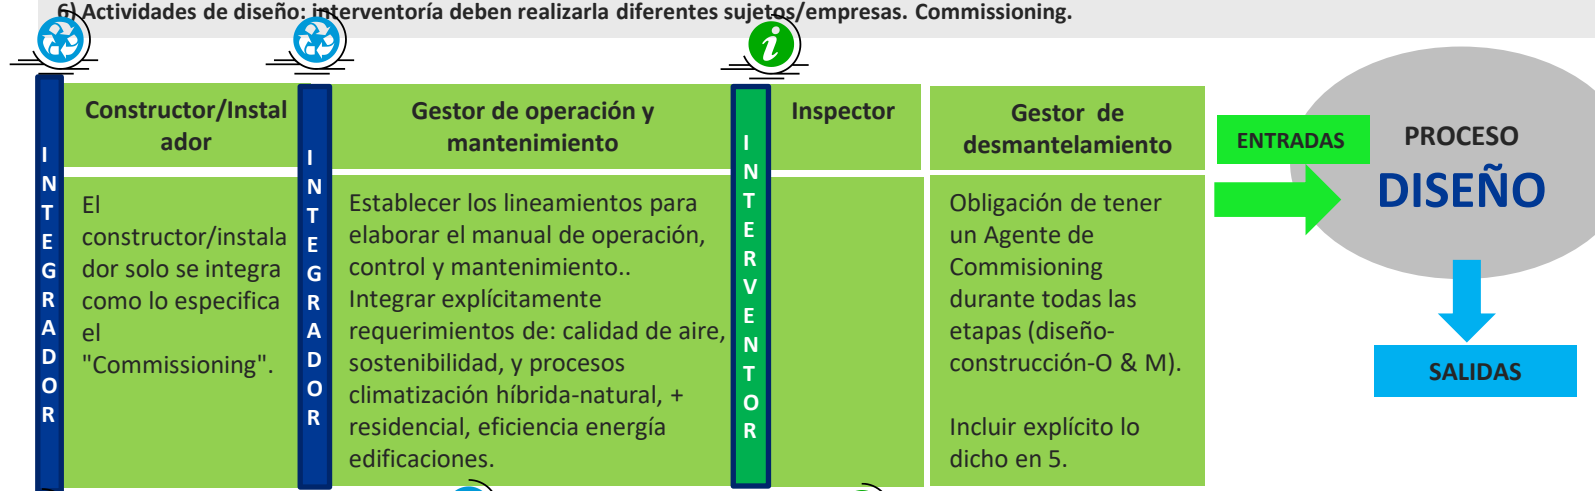 6) Actividades de diseño: interventoría deben realizarla diferentes sujetos/empresas. Commissioning.
INTEGRADOR
Constructor/Instal
ador
El
constructor/instala
dor solo se integra
como lo especifica
el
"Commissioning".
INTEGRADOR
Gestor de operación y
mantenimiento
Establecer los lineamientos para
elaborar el manual de operación,
control y mantenimiento..
Integrar explícitamente
requerimientos de: calidad de aire,
sostenibilidad, y procesos
climatización híbrida-natural, +
residencial, eficiencia energía
edificaciones.
i
INTERVENTOR
Inspector
Gestor de
desmantelamiento
Obligación de tener
un Agente de
Commisioning
durante todas las
etapas (diseño-
construcción-O & M).
Incluir explícito lo
dicho en 5.
ENTRADAS
PROCESO
DISEÑO
SALIDAS